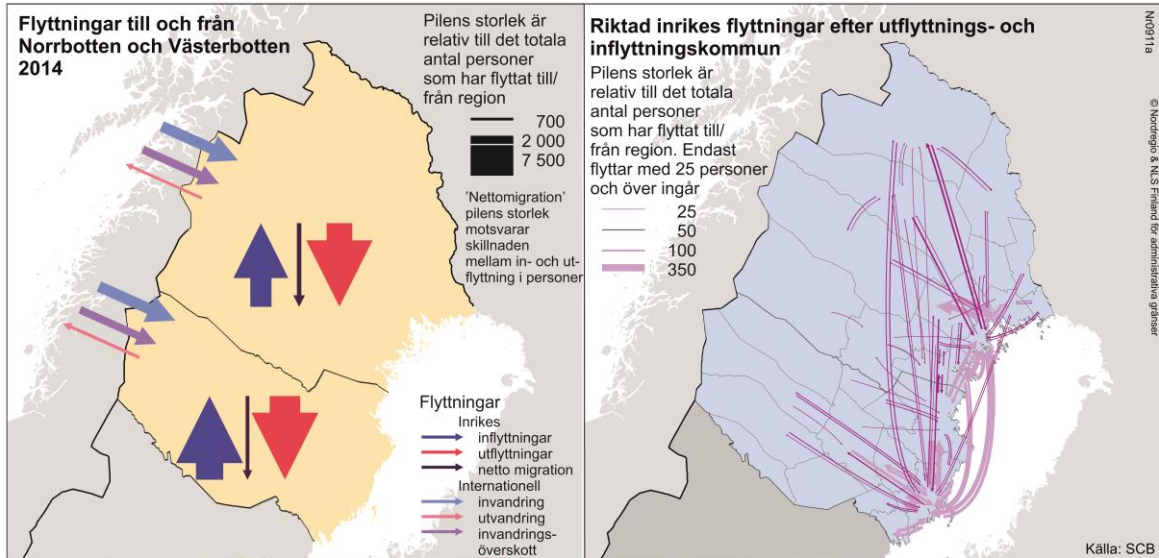 Flyttningar till och från
Norrbotten och Västerbotten
2014
Pilens storlek är
relativ till det totala
antal personer
som har flyttat till/
från region
700
2 000
7 500
'Nettomigration'
pilens storlek
motsvarar
skillnaden
mellam in- och ut-
flyttning i personer
Flyttningar
Inrikes
inflyttningar
utflyttningar
netto migration
Internationell
invandring
utvandring
invandrings-
överskott
Riktad inrikes flyttningar efter utflyttnings- och
inflyttningskommun
Pilens storlek är
relativ till det totala
antal personer
som har flyttat till/
från region. Endast
flyttar med 25 personer
och över ingår
25
50
100
350
Nr0911a
© Nordregio & NLS Finland för administrativa gränser
Källa: SCB